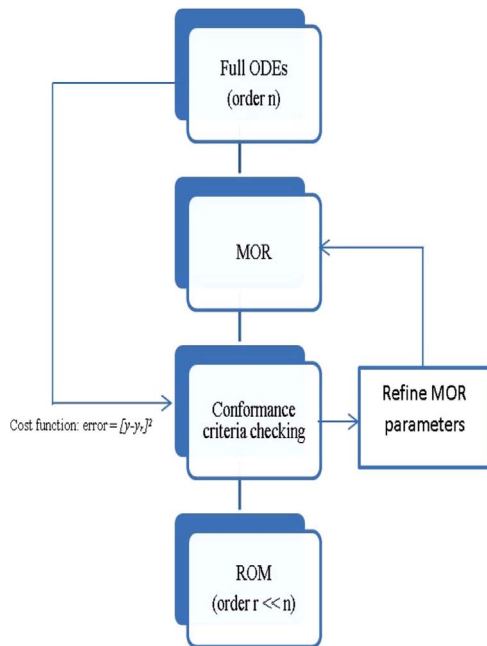 Full ODEs
(order n)
MOR
Conformance
criteria checking
Cost function: error = [y-yᵣ]²
Refine MOR
parameters
ROM
(order r << n)